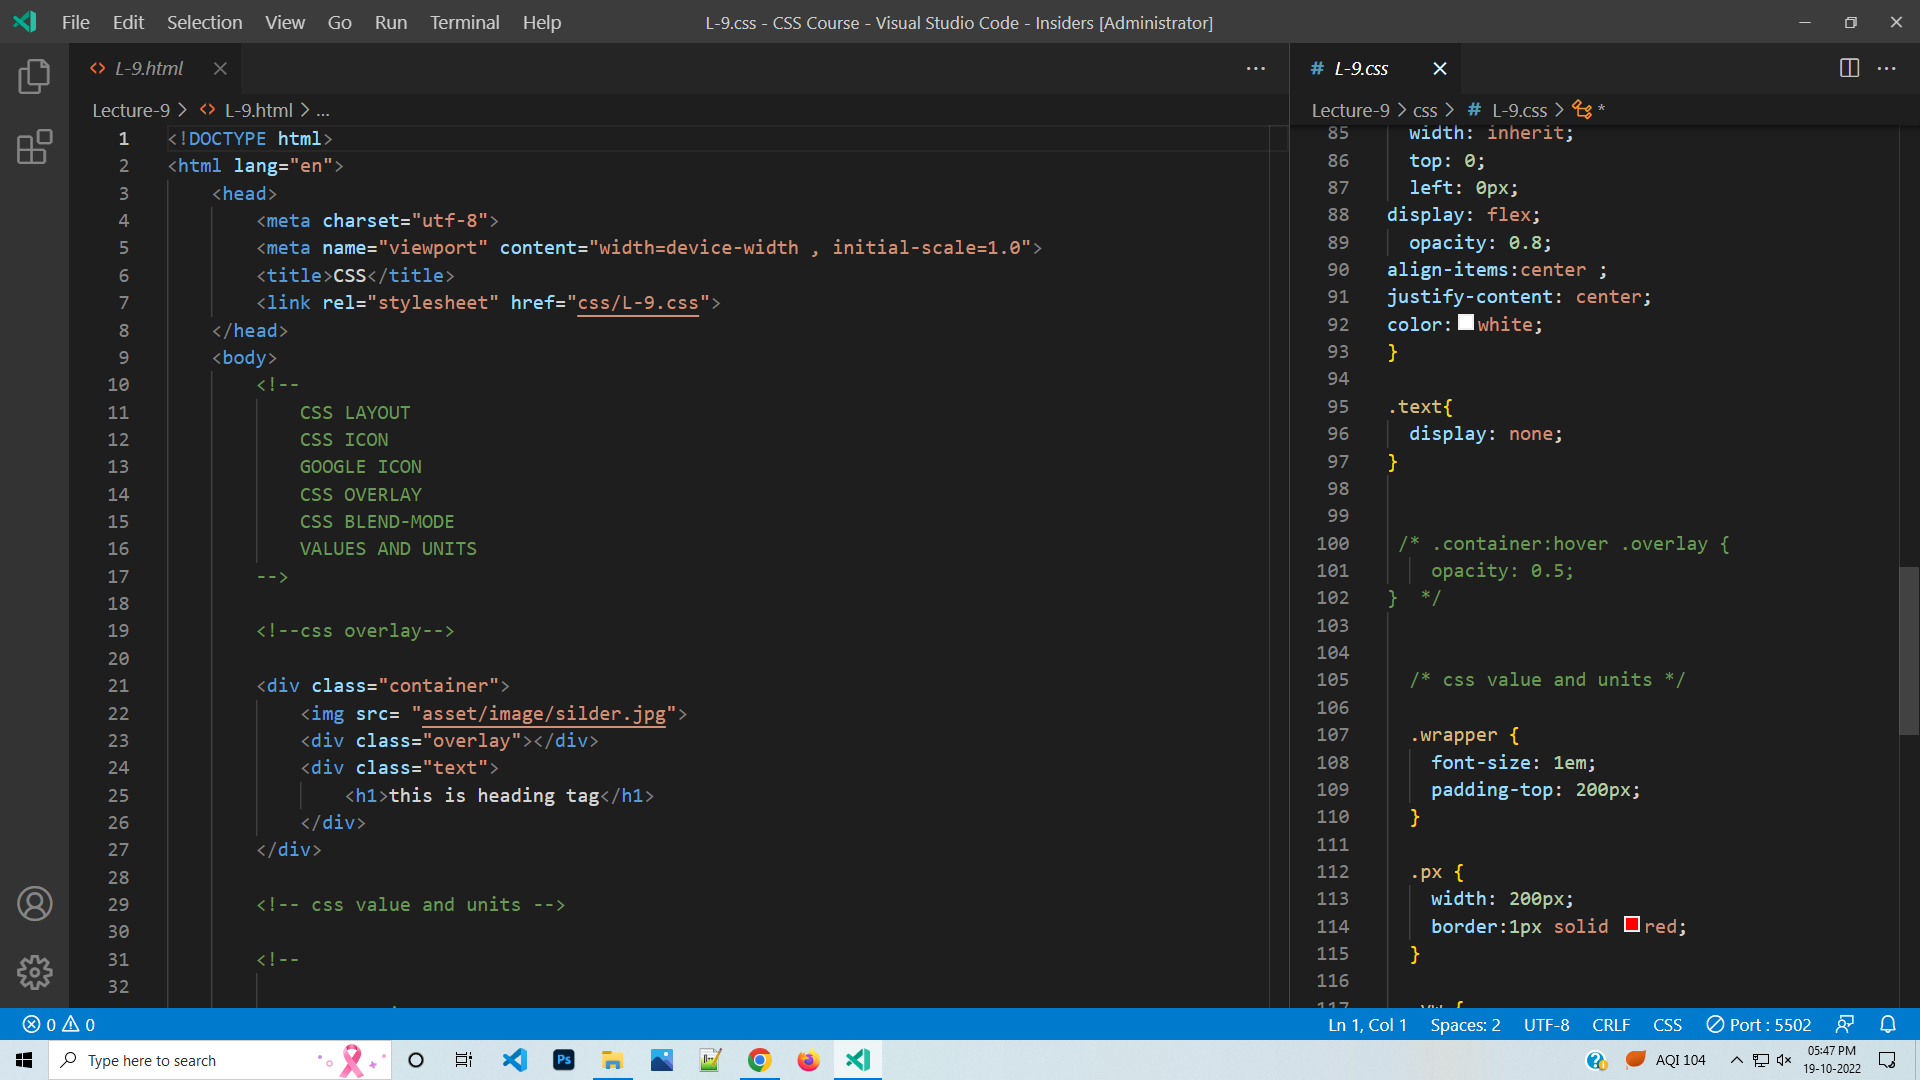 File Edit Selection View Go Run Terminal Help
L-9.css - CSS Course - Visual Studio Code - Insiders [Administrator]
L-9.html
Lecture-9 > L-9.html > ...
1 <!DOCTYPE html>
2 <html lang="en">
3 <head>
4 <meta charset="utf-8">
5 <meta name="viewport" content="width=device-width , initial-scale=1.0">
6 <title>CSS</title>
7 <link rel="stylesheet" href="css/L-9.css">
8 </head>
9 <body>
10 <!--
11 CSS LAYOUT
12 CSS ICON
13 GOOGLE ICON
14 CSS OVERLAY
15 CSS BLEND-MODE
16 VALUES AND UNITS
17 -->
18
19 <!--css overlay-->
20
21 <div class="container">
22 <img src= "asset/image/silder.jpg">
23 <div class="overlay"></div>
24 <div class="text">
25 <h1>this is heading tag</h1>
26 </div>
27 </div>
28
29 <!-- css value and units -->
30
31 <!--
32
# L-9.css
Lecture-9 > css > # L-9.css > *
85 width: inherit;
86 top: 0;
87 left: 0px;
88 display: flex;
89 opacity: 0.8;
90 align-items:center ;
91 justify-content: center;
92 color: white;
93 }
94
95 .text{
96 display: none;
97 }
98
99
100 /* .container:hover .overlay {
101 opacity: 0.5;
102 } */
103
104
105 /* css value and units */
106
107 .wrapper {
108 font-size: 1em;
109 padding-top: 200px;
110 }
111
112 .px {
113 width: 200px;
114 border:1px solid red;
115 }
116
117 .vw {
0 0
Ln 1, Col 1 Spaces: 2 UTF-8 CRLF CSS Port : 5502
Type here to search
Ps
AQI 104
05:47 PM
19-10-2022